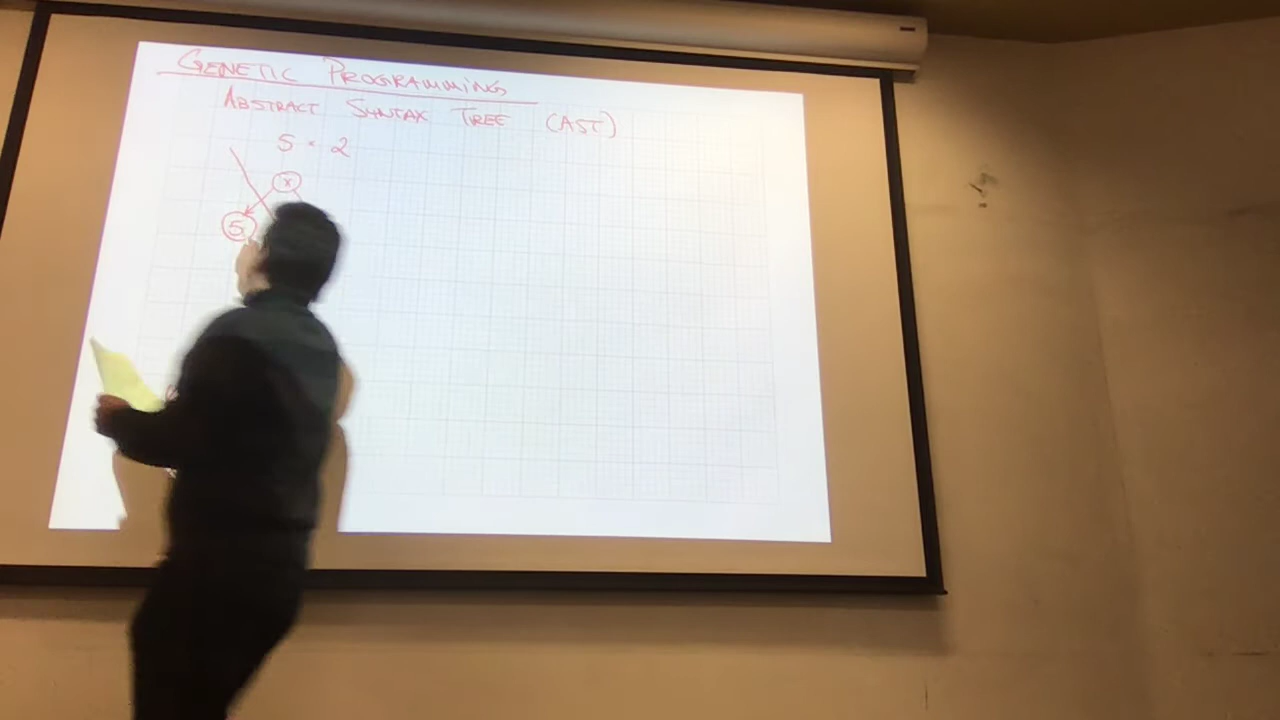 GENETIC PROGRAMMING
ABSTRACT SYNTAX TREE (AST)
5 * 2
*
5